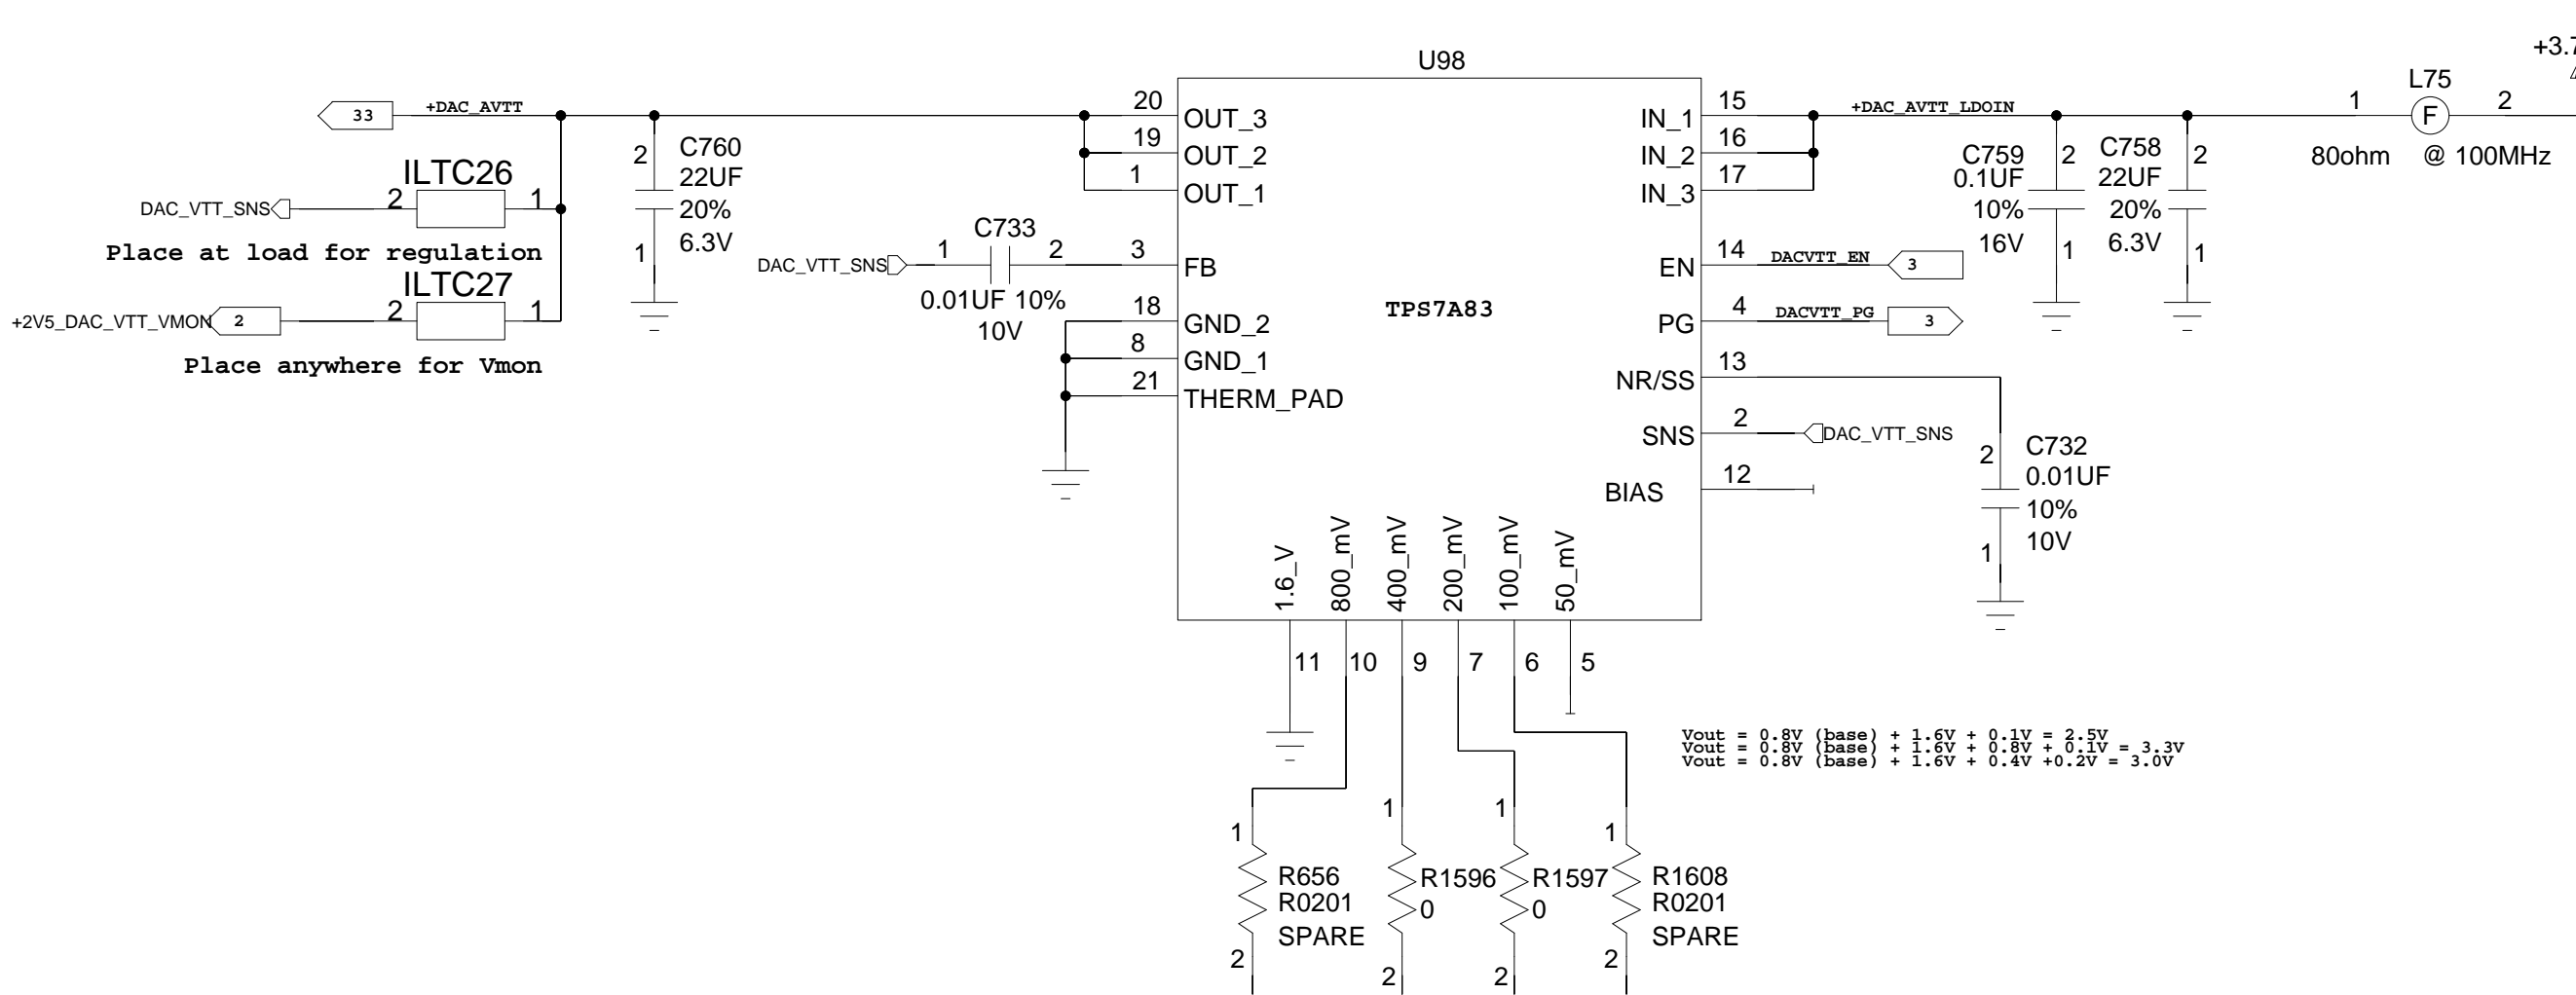 U98
TPS7A83
33
+DAC_AVTT
ILTC26
2
1
DAC_VTT_SNS
Place at load for regulation
ILTC27
2
1
+2V5_DAC_VTT_VMON
2
Place anywhere for Vmon
2
C760
22UF
20%
6.3V
1
DAC_VTT_SNS
1
C733
2
0.01UF 10%
10V
20
OUT_3
19
OUT_2
1
OUT_1
3
FB
18
GND_2
8
GND_1
21
THERM_PAD
IN_1
15
IN_2
16
IN_3
17
EN
14
DACVTT_EN
3
PG
4
DACVTT_PG
3
NR/SS
13
SNS
2
DAC_VTT_SNS
BIAS
12
+DAC_AVTT_LDOIN
C759
0.1UF
10%
16V
2
1
C758
22UF
20%
6.3V
2
1
1
L75
F
2
80ohm @ 100MHz
+3.7
2
C732
0.01UF
10%
10V
1
1.6_V
800_mV
400_mV
200_mV
100_mV
50_mV
11
10
9
7
6
5
Vout = 0.8V (base) + 1.6V + 0.1V = 2.5V
Vout = 0.8V (base) + 1.6V + 0.8V + 0.1V = 3.3V
Vout = 0.8V (base) + 1.6V + 0.4V +0.2V = 3.0V
1
R656
R0201
SPARE
2
1
R1596
0
2
1
R1597
0
2
1
R1608
R0201
SPARE
2